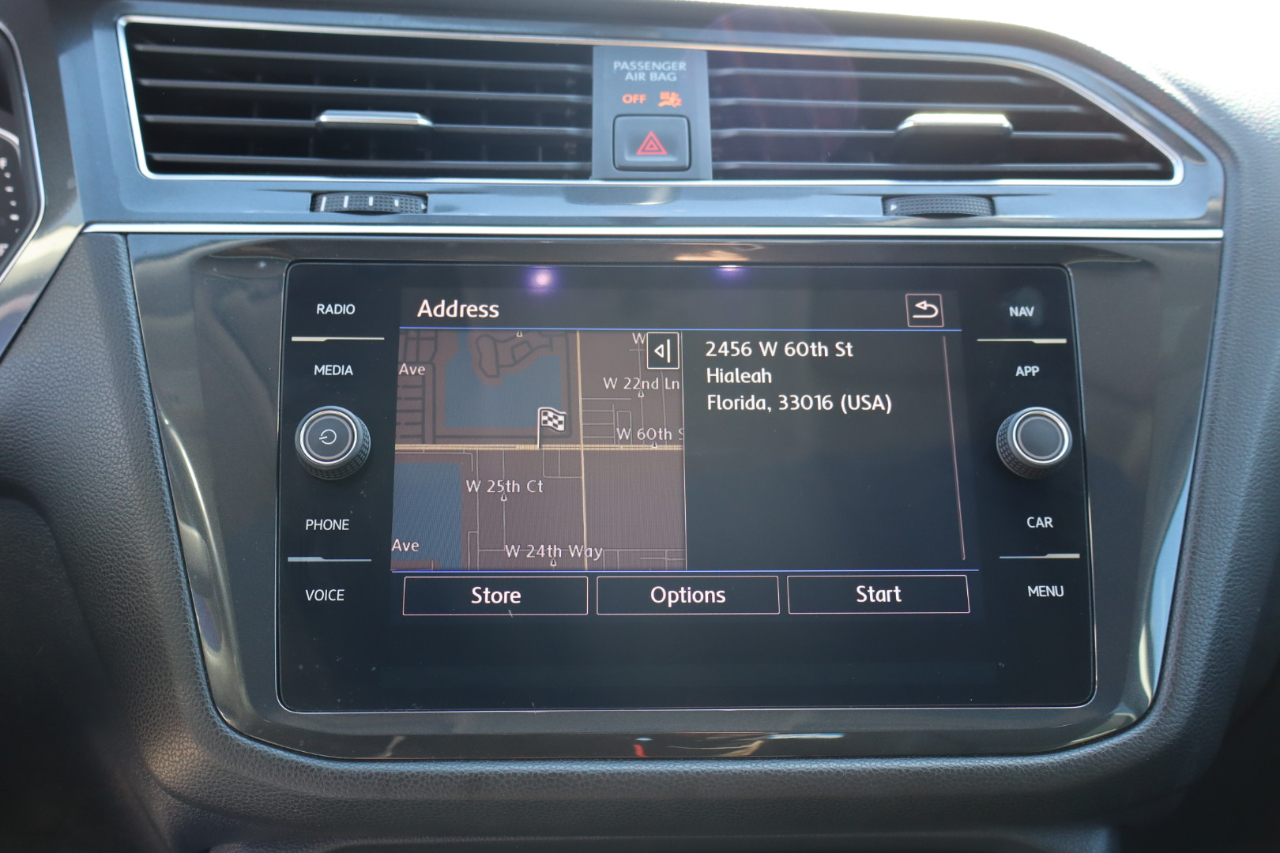 PASSENGER
AIR BAG
OFF
RADIO
MEDIA
PHONE
VOICE
Address
Ave
W
W 22nd Ln
W 60th S
W 25th Ct
Ave
W 24th Way
2456 W 60th St
Hialeah
Florida, 33016 (USA)
Store
Options
Start
NAV
APP
CAR
MENU